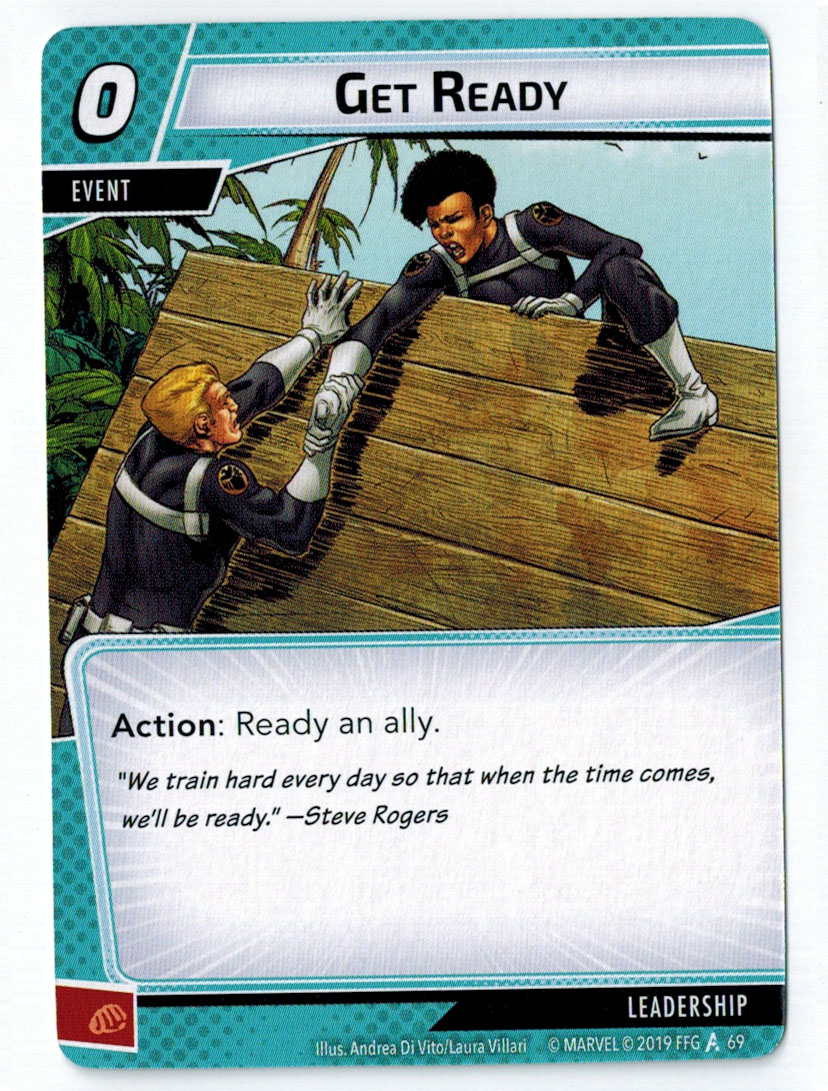 0
GET READY
EVENT
Action: Ready an ally.
"We train hard every day so that when the time comes,
we'll be ready." —Steve Rogers
LEADERSHIP
Illus. Andrea Di Vito/Laura Villari © MARVEL © 2019 FFG 69